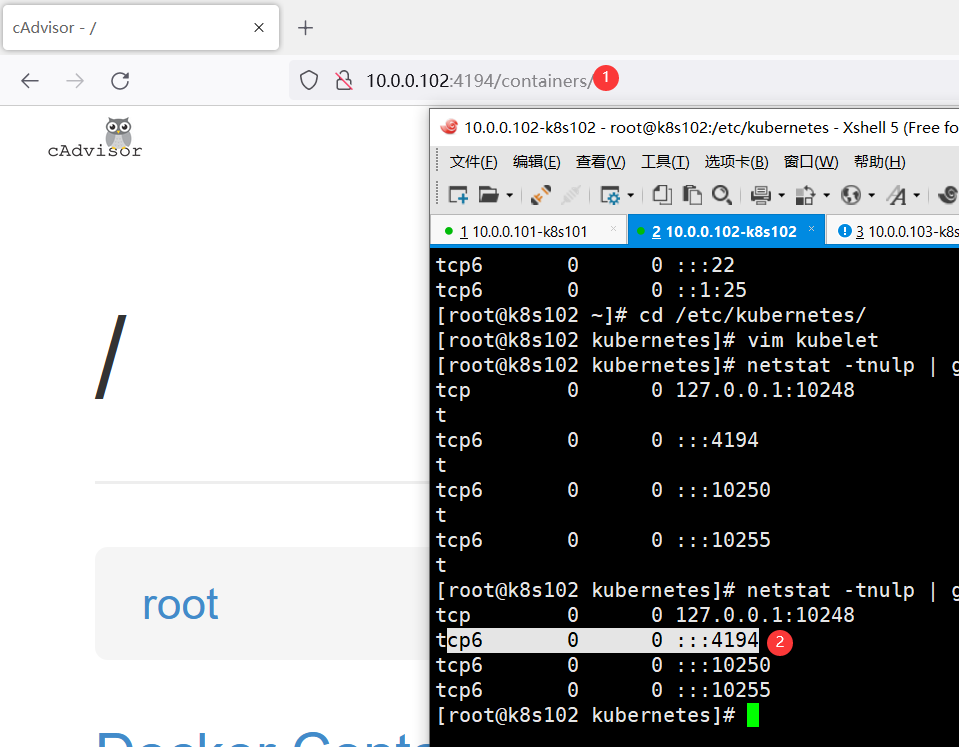 cAdvisor - /
10.0.0.102:4194/containers/
1
cAdvisor
/
root
10.0.0.102-k8s102 - root@k8s102:/etc/kubernetes - Xshell 5 (Free fo
文件(F) 编辑(E) 查看(V) 工具(T) 选项卡(B) 窗口(W) 帮助(H)
1 10.0.0.101-k8s101
2 10.0.0.102-k8s102
3 10.0.0.103-k8s
tcp6 0 0 :::22
tcp6 0 0 ::1:25
[root@k8s102 ~]# cd /etc/kubernetes/
[root@k8s102 kubernetes]# vim kubelet
[root@k8s102 kubernetes]# netstat -tnulp | g
tcp 0 0 127.0.0.1:10248
t
tcp6 0 0 :::4194
t
tcp6 0 0 :::10250
t
tcp6 0 0 :::10255
t
[root@k8s102 kubernetes]# netstat -tnulp | g
tcp 0 0 127.0.0.1:10248
tcp6 0 0 :::4194
2
tcp6 0 0 :::10250
tcp6 0 0 :::10255
[root@k8s102 kubernetes]#
Docker Conta